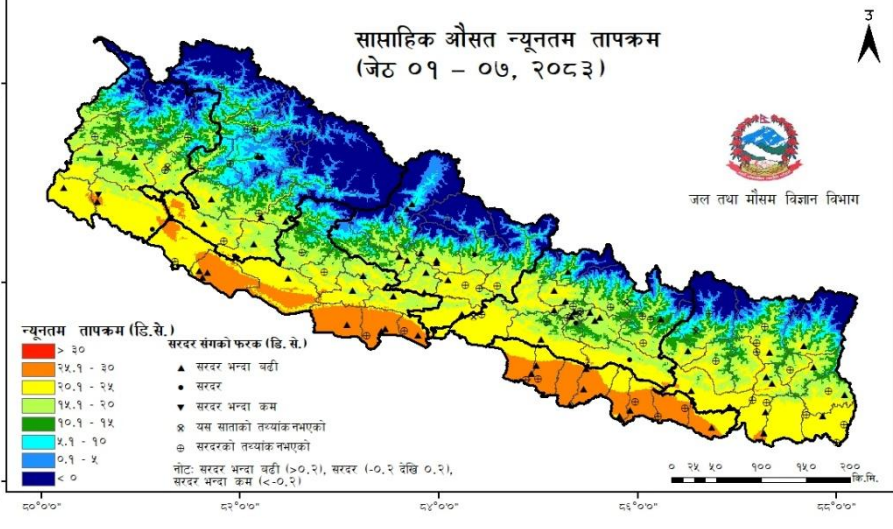 साप्ताहिक औसत न्यूनतम तापक्रम
(जेठ ०१ – ०७, २०८३)
उ
जल तथा मौसम विज्ञान विभाग
न्यूनतम तापक्रम (डि.से.)
> ३०
२५.१ - ३०
२०.१ - २५
१५.१ - २०
१०.१ - १५
५.१ - १०
०.१ - ५
< ०
सरदर संगको फरक (डि. से.)
सरदर भन्दा बढी
सरदर
सरदर भन्दा कम
यस साताको तथ्यांक नभएको
सरदरको तथ्यांक नभएको
नोटः सरदर भन्दा बढी (>०.२), सरदर (-०.२ देखि ०.२),
सरदर भन्दा कम (<-०.२)
० २५ ५० १०० १५० २००
कि.मि.
८०°०'०" ८२°०'०" ८४°०'०" ८६°०'०" ८८°०'०"